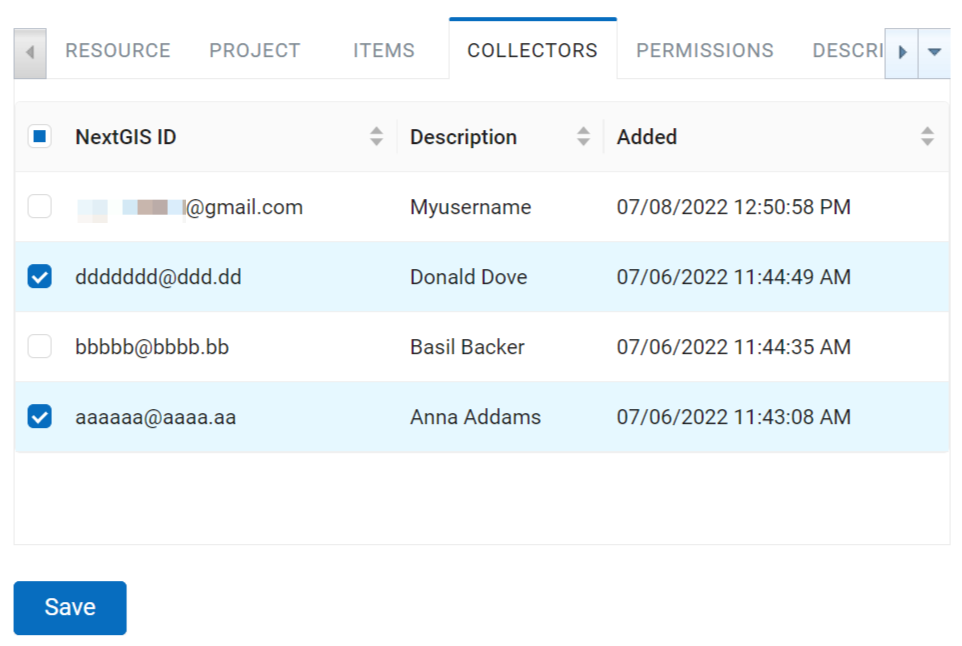 RESOURCE PROJECT ITEMS COLLECTORS PERMISSIONS DESCRI
NextGIS ID Description Added
@gmail.com Myusername 07/08/2022 12:50:58 PM
ddddddd@ddd.dd Donald Dove 07/06/2022 11:44:49 AM
bbbbb@bbbb.bb Basil Backer 07/06/2022 11:44:35 AM
aaaaaa@aaaa.aa Anna Addams 07/06/2022 11:43:08 AM
Save